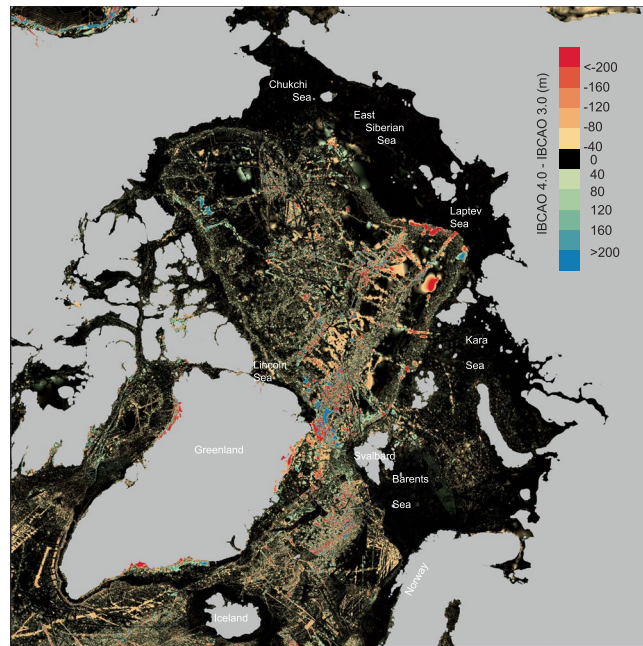 Chukchi
Sea
East
Siberian
Sea
Laptev
Sea
Kara
Sea
Lincoln
Sea
Greenland
Svalbard
Barents
Sea
Norway
Iceland
IBCAO 4.0 - IBCAO 3.0 (m)
<-200
-160
-120
-80
-40
0
40
80
120
160
>200